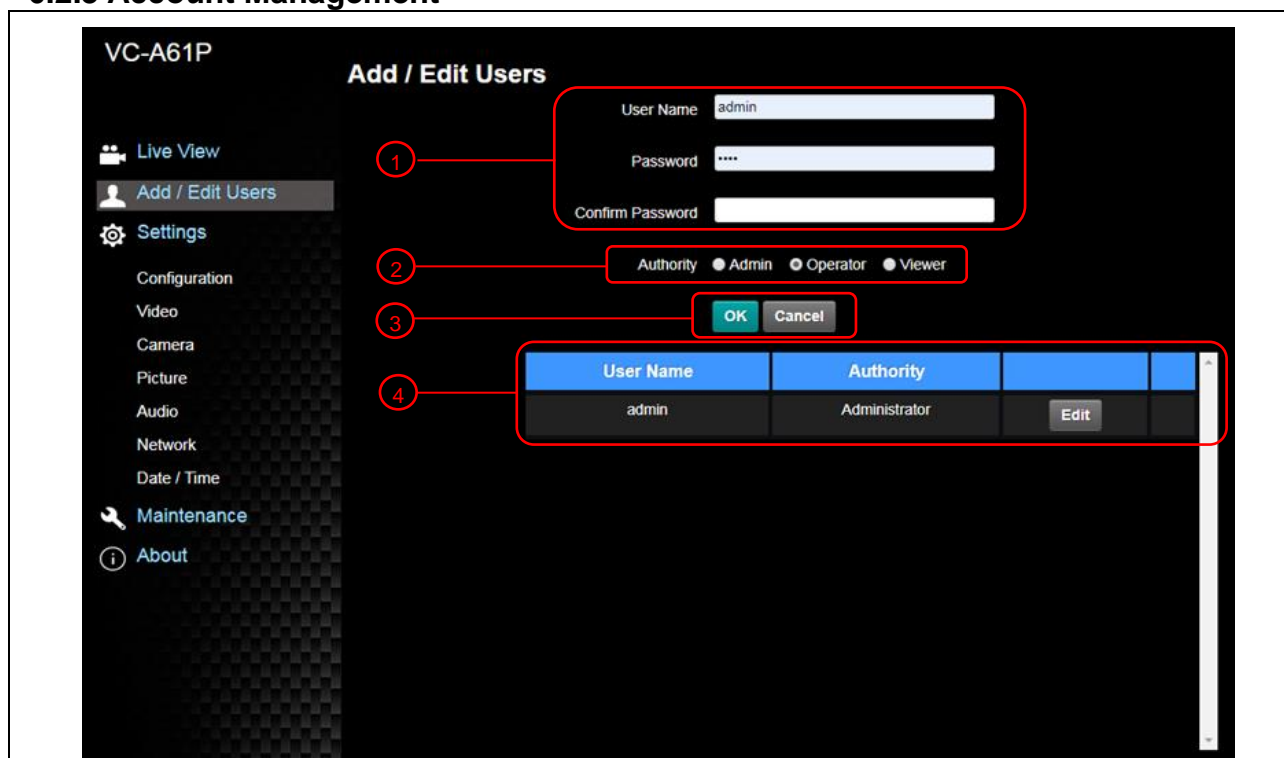 VC-A61P
Add / Edit Users
User Name admin
1
Password ••••
Confirm Password
2
Authority Admin Operator Viewer
3
OK Cancel
4
User Name Authority
admin Administrator Edit
Live View
Add / Edit Users
Settings
Configuration
Video
Camera
Picture
Audio
Network
Date / Time
Maintenance
About